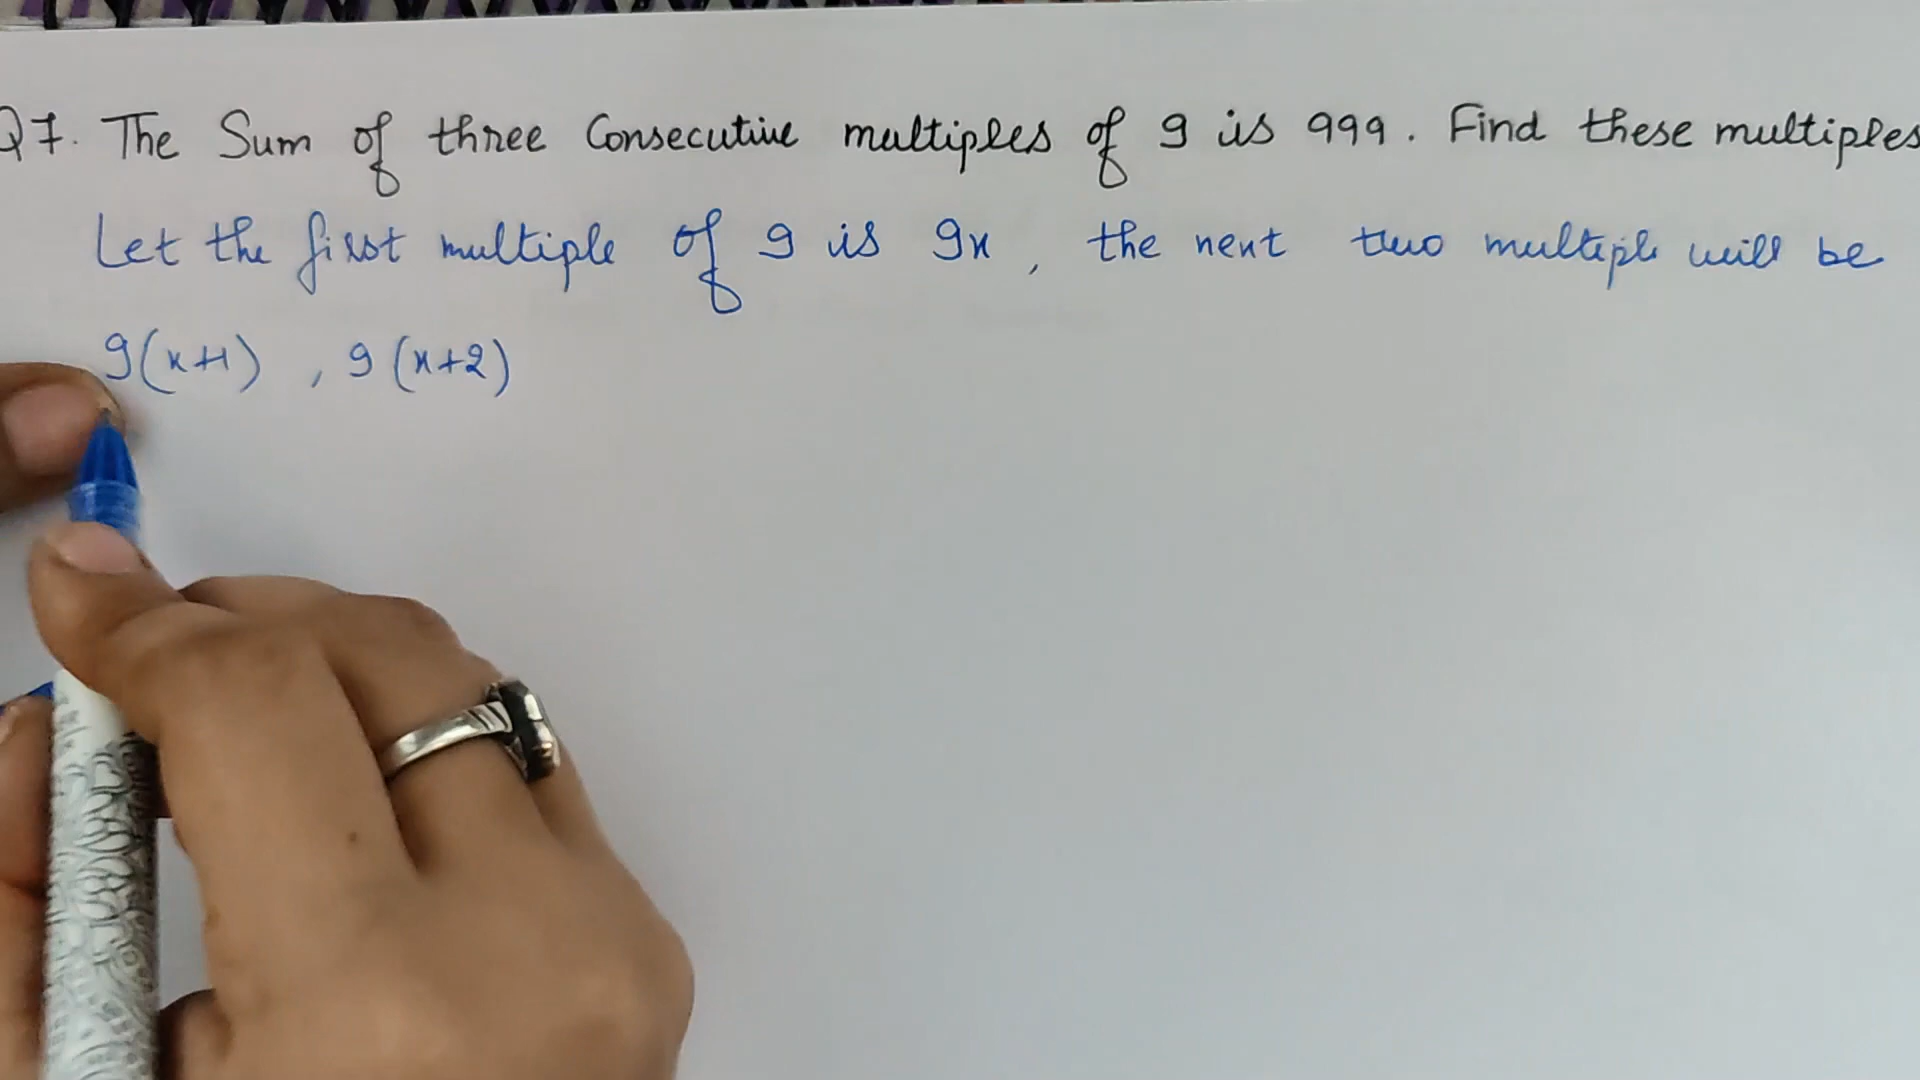 Q7. The Sum of three Consecutive multiples of 9 is 999. Find these multiples
Let the first multiple of 9 is 9x, the next two multiple will be
9(x+1), 9(x+2)